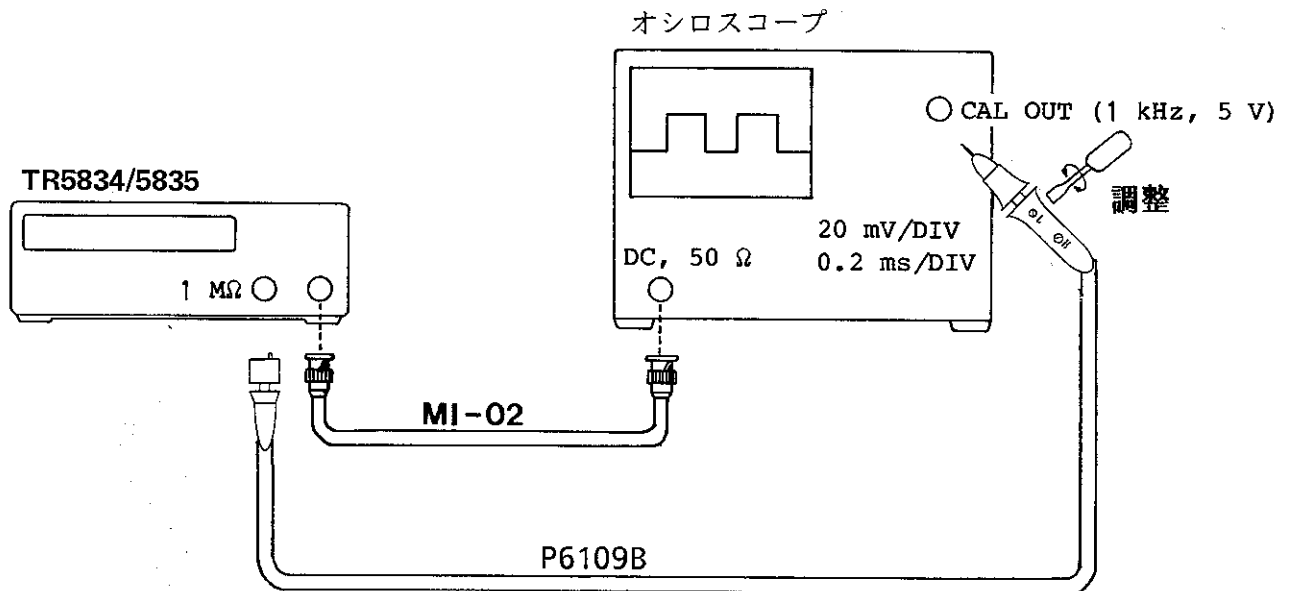 オシロスコープ
CAL OUT (1 kHz, 5 V)
調整
TR5834/5835
20 mV/DIV
DC, 50 Ω
0.2 ms/DIV
1 MΩ
L
H
MI-02
P6109B